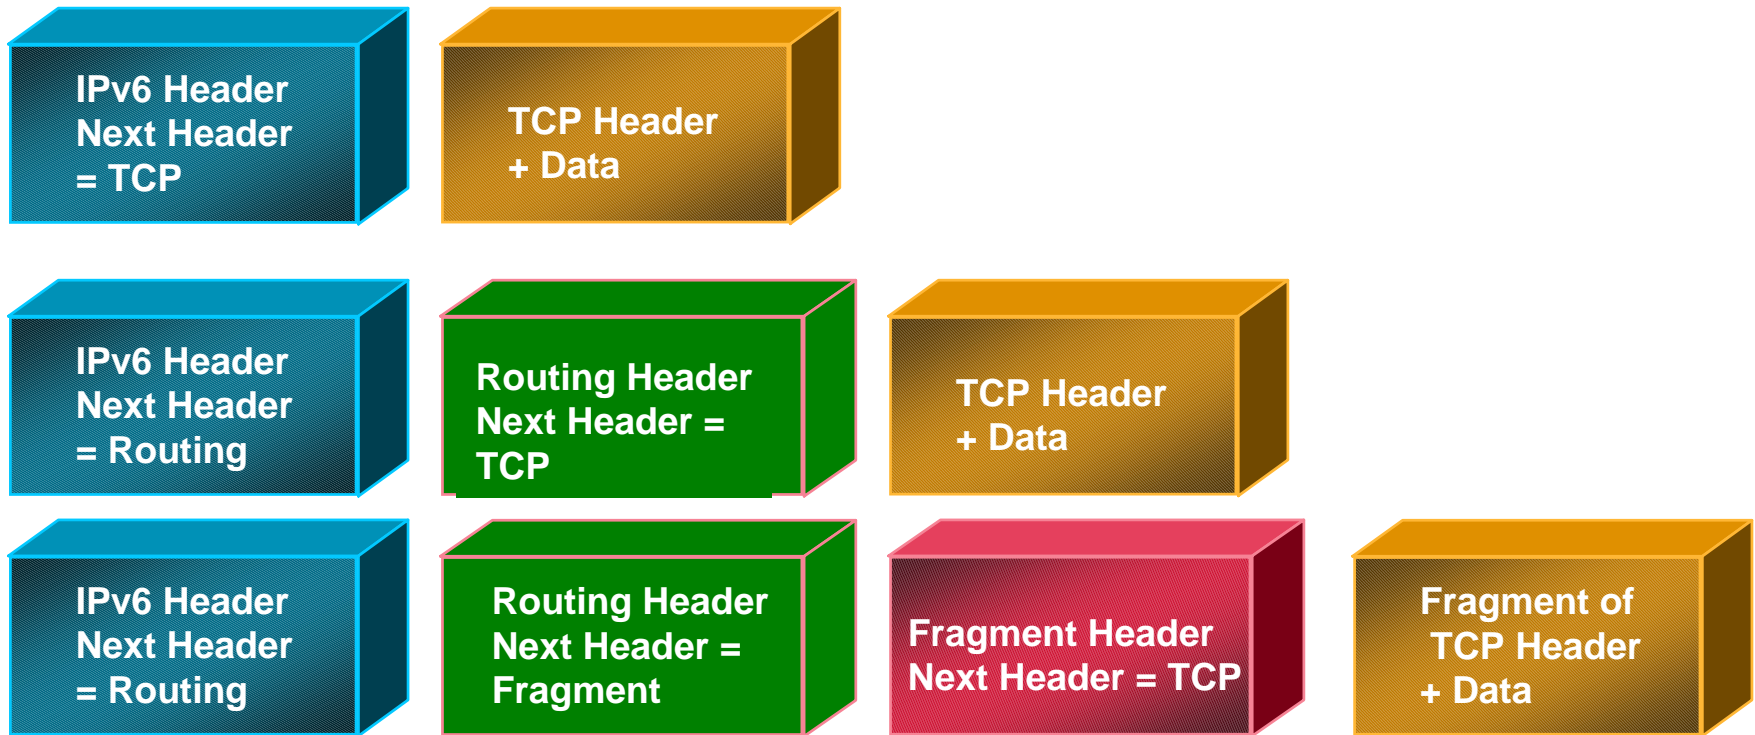 IPv6 Header
Next Header
= TCP
TCP Header
+ Data
IPv6 Header
Next Header
= Routing
Routing Header
Next Header =
TCP
TCP Header
+ Data
IPv6 Header
Next Header
= Routing
Routing Header
Next Header =
Fragment
Fragment Header
Next Header = TCP
Fragment of
TCP Header
+ Data